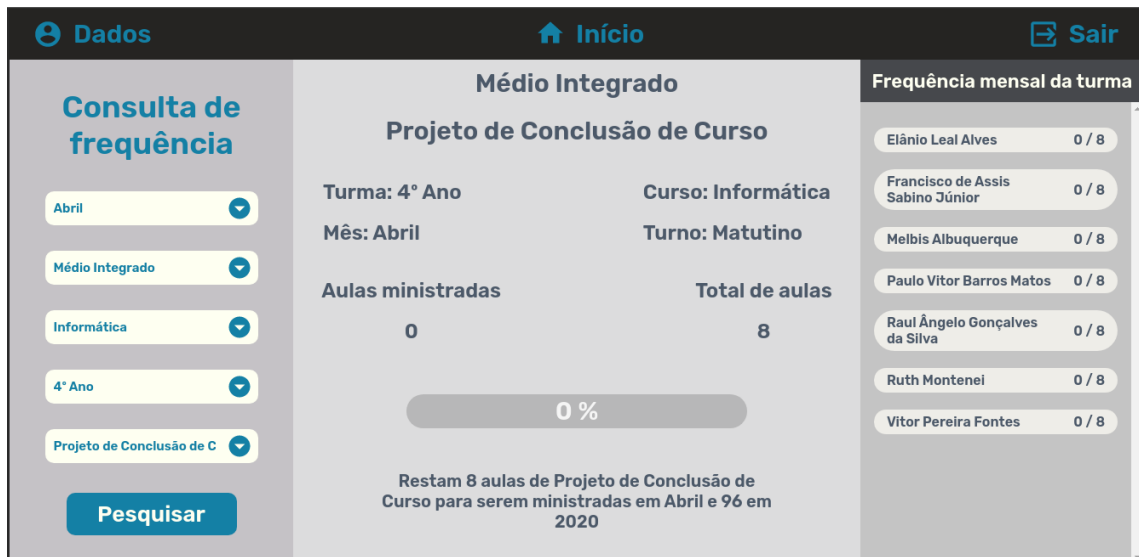 Dados
Início
Sair
Consulta de
frequência
Abril
Médio Integrado
Informática
4º Ano
Projeto de Conclusão de C
Pesquisar
Médio Integrado
Projeto de Conclusão de Curso
Turma: 4º Ano
Curso: Informática
Mês: Abril
Turno: Matutino
Aulas ministradas
Total de aulas
0
8
0 %
Restam 8 aulas de Projeto de Conclusão de
Curso para serem ministradas em Abril e 96 em
2020
Frequência mensal da turma
Elânio Leal Alves 0 / 8
Francisco de Assis
Sabino Júnior 0 / 8
Melbis Albuquerque 0 / 8
Paulo Vitor Barros Matos 0 / 8
Raul Ângelo Gonçalves
da Silva 0 / 8
Ruth Montenei 0 / 8
Vitor Pereira Fontes 0 / 8